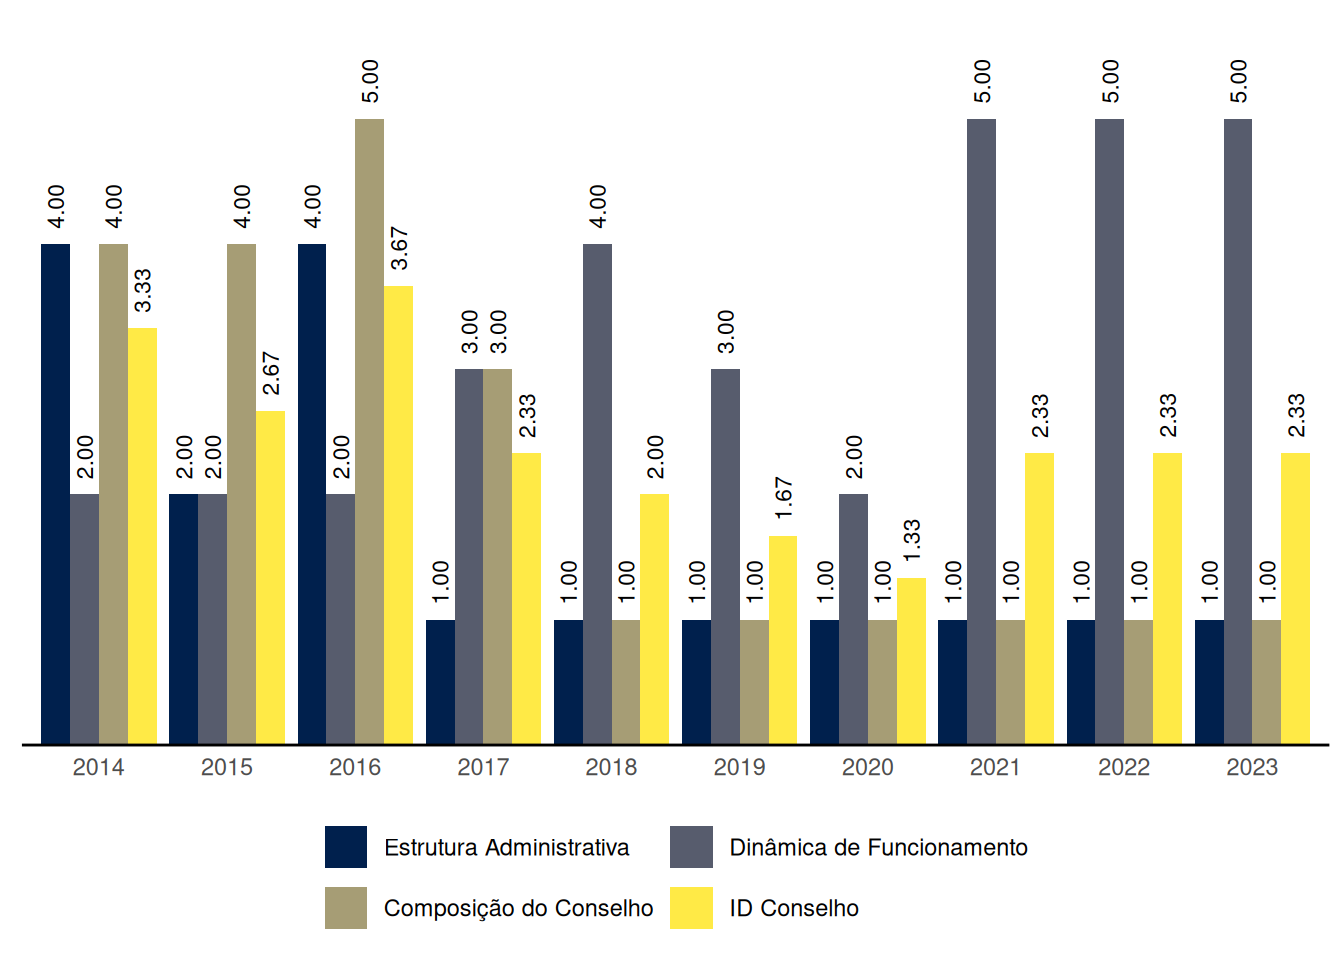 4.00 2.00 4.00 3.33 2.00 2.00 4.00 2.67 4.00 2.00 5.00 3.67 1.00 3.00 3.00 2.33 1.00 4.00 1.00 2.00 1.00 3.00 1.00 1.67 1.00 2.00 1.00 1.33 1.00 5.00 1.00 2.33 1.00 5.00 1.00 2.33 1.00 5.00 1.00 2.33
2014 2015 2016 2017 2018 2019 2020 2021 2022 2023
Estrutura Administrativa Dinâmica de Funcionamento
Composição do Conselho ID Conselho